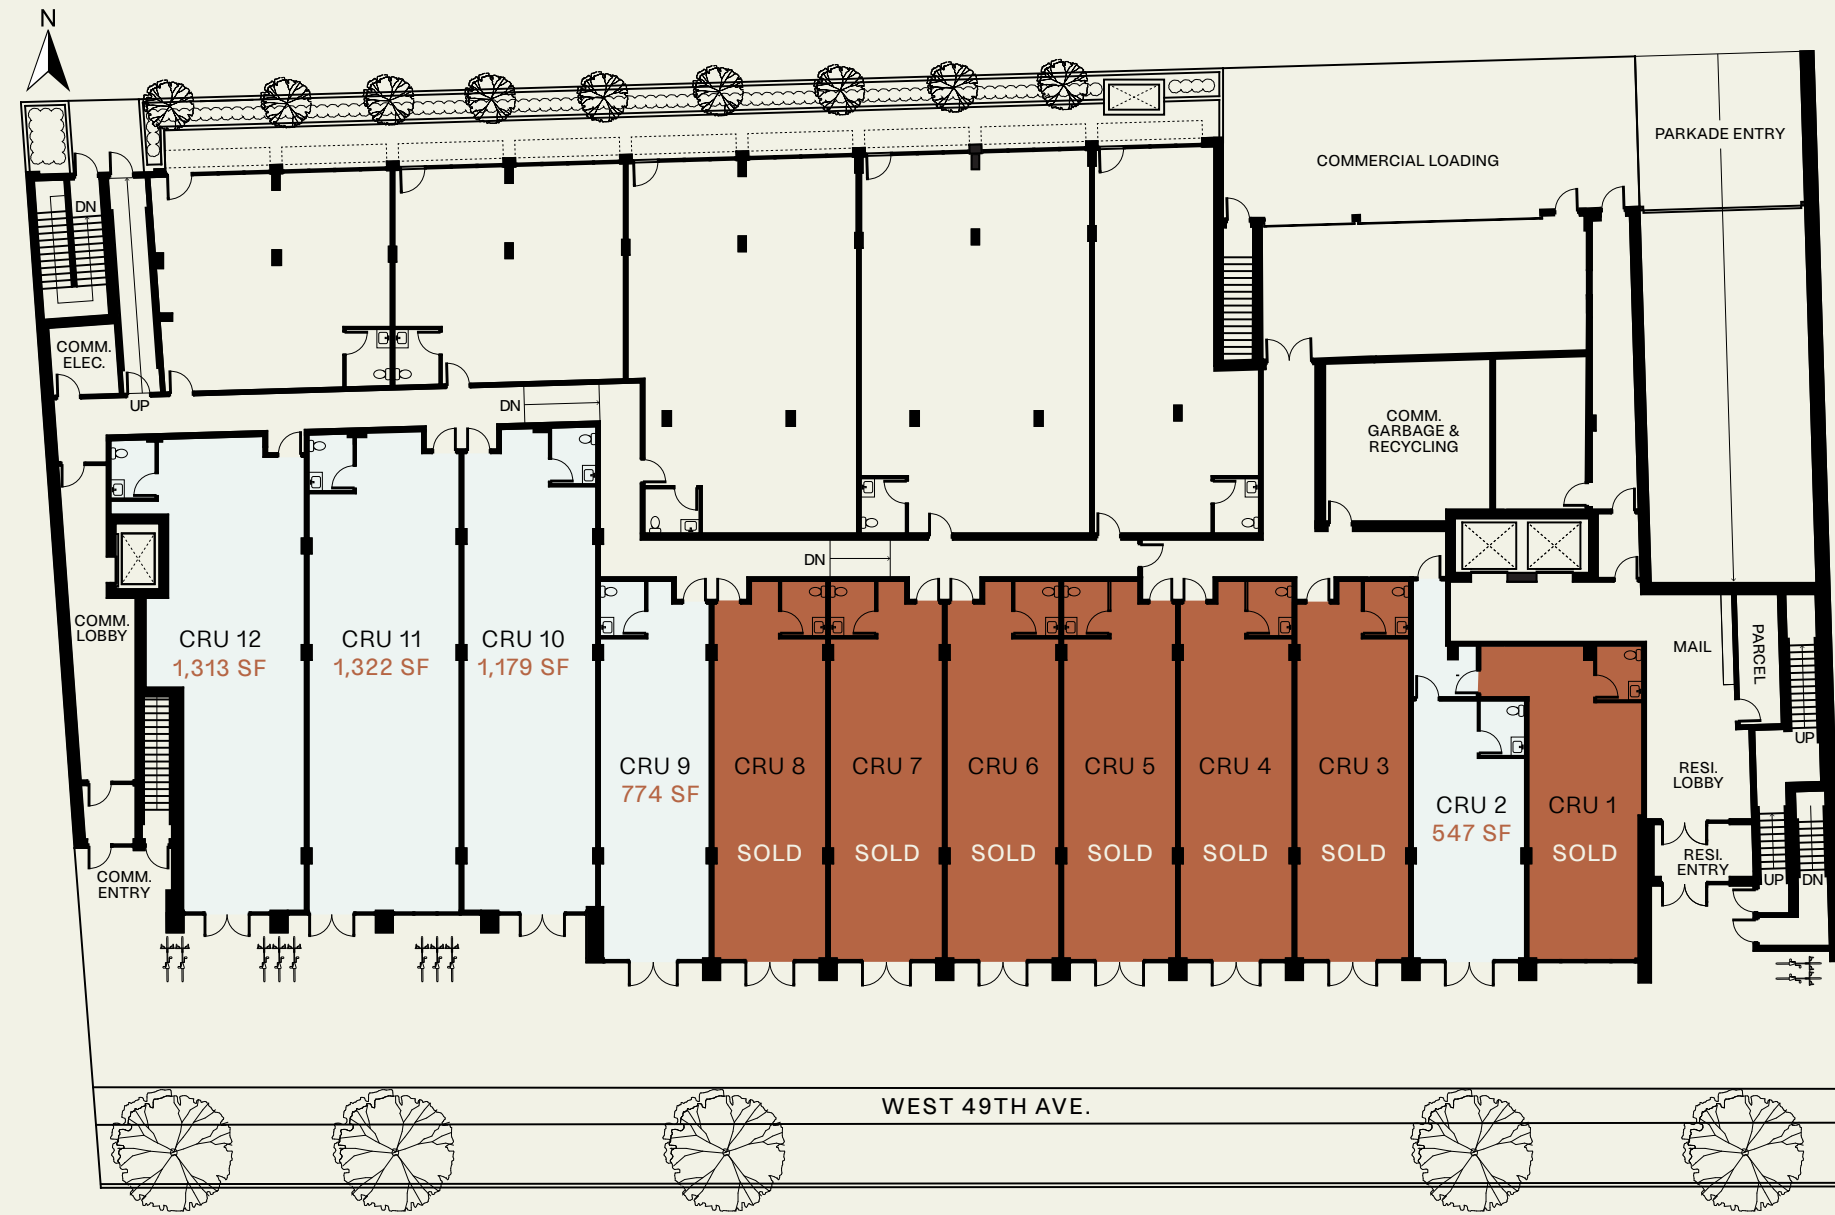 N
PARKADE ENTRY
COMMERCIAL LOADING
DN
COMM.
ELEC.
UP
DN
COMM.
GARBAGE &
RECYCLING
DN
COMM.
LOBBY
CRU 12
1,313 SF
CRU 11
1,322 SF
CRU 10
1,179 SF
MAIL
PARCEL
UP
CRU 9
774 SF
CRU 8
SOLD
CRU 7
SOLD
CRU 6
SOLD
CRU 5
SOLD
CRU 4
SOLD
CRU 3
SOLD
CRU 2
547 SF
CRU 1
SOLD
RESI.
LOBBY
RESI.
ENTRY
UP
DN
COMM.
ENTRY
WEST 49TH AVE.